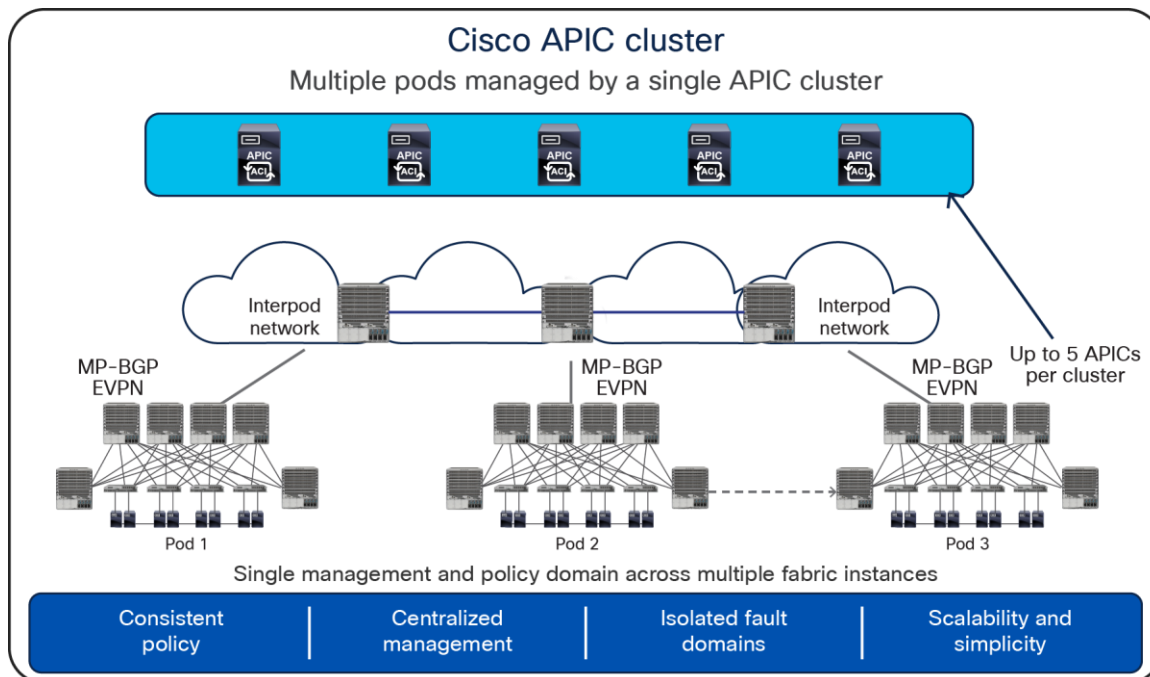 Cisco APIC cluster
Multiple pods managed by a single APIC cluster
APIC
ACI
APIC
ACI
APIC
ACI
APIC
ACI
APIC
ACI
Interpod
network
Interpod
network
Up to 5 APICs
per cluster
MP-BGP
EVPN
MP-BGP
EVPN
MP-BGP
EVPN
Pod 1
Pod 2
Pod 3
Single management and policy domain across multiple fabric instances
Consistent
policy
Centralized
management
Isolated fault
domains
Scalability and
simplicity